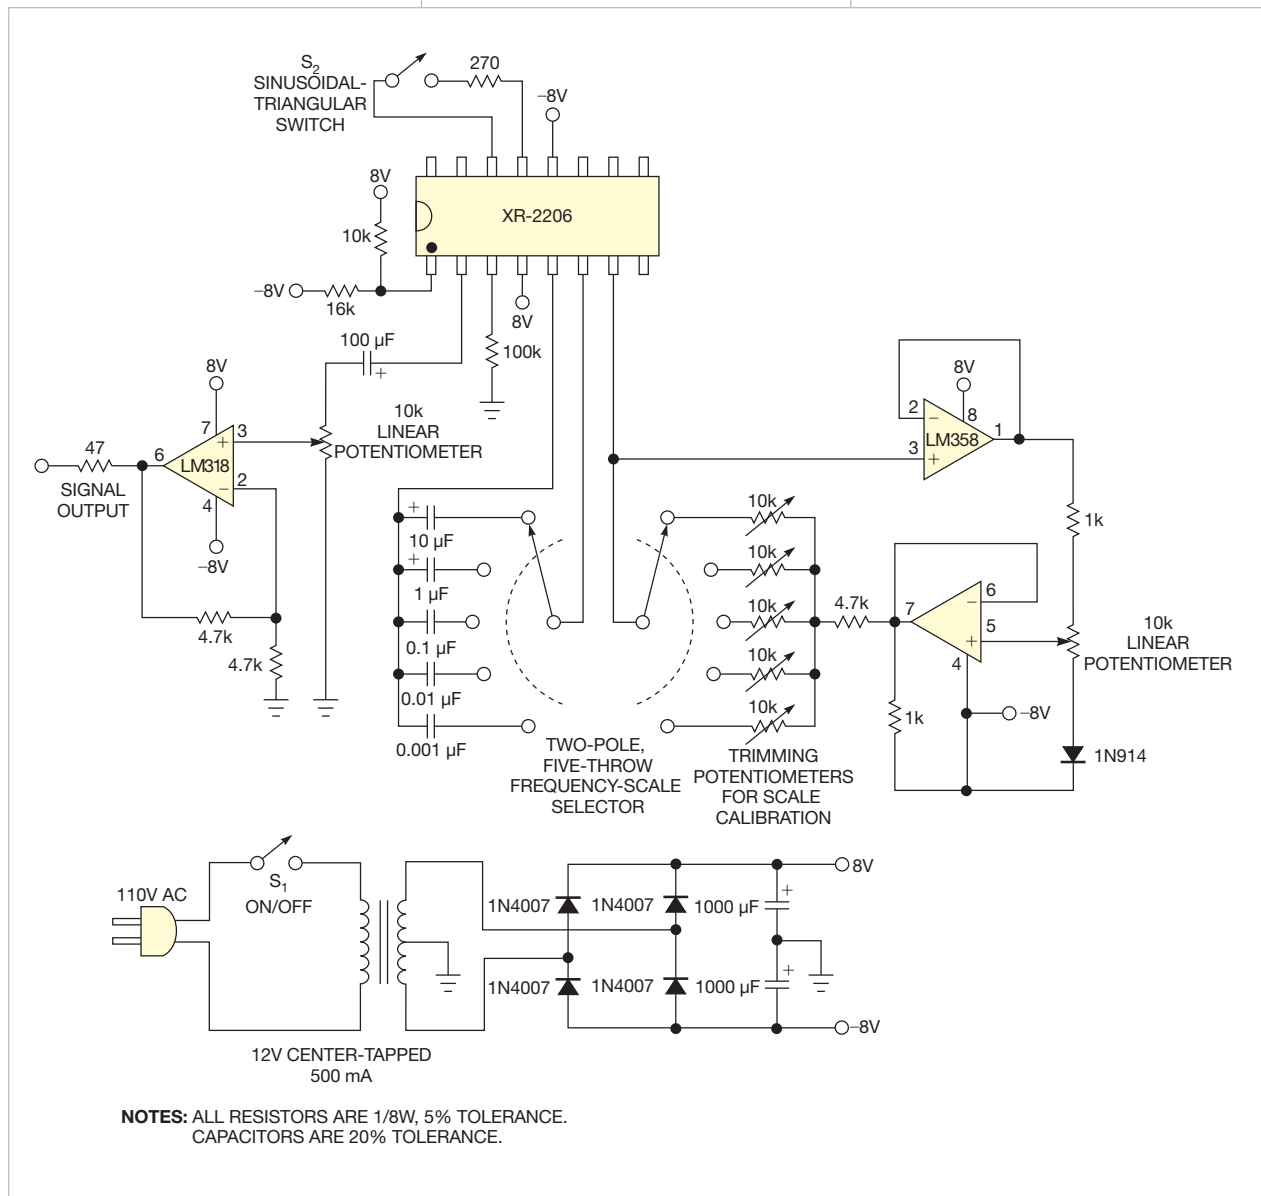 S2
SINUSOIDAL-
TRIANGULAR
SWITCH
270
−8V
8V
XR-2206
10k
−8V
16k
8V
100 µF
+
100k
8V
7
3
+
10k
LINEAR
POTENTIOMETER
47
6
LM318
−
2
4
SIGNAL
OUTPUT
−8V
4.7k
4.7k
8V
2
−
8
1
LM358
3
+
1k
+
10 µF
+
1 µF
0.1 µF
0.01 µF
0.001 µF
TWO-POLE,
FIVE-THROW
FREQUENCY-SCALE
SELECTOR
10k
10k
10k
10k
10k
TRIMMING
POTENTIOMETERS
FOR SCALE
CALIBRATION
4.7k
7
6
−
5
+
4
10k
LINEAR
POTENTIOMETER
1k
−8V
1N914
110V AC
S1
ON/OFF
12V CENTER-TAPPED
500 mA
1N4007
1N4007
1000 µF
+
8V
1N4007
1N4007
1000 µF
+
−8V
NOTES: ALL RESISTORS ARE 1/8W, 5% TOLERANCE.
CAPACITORS ARE 20% TOLERANCE.